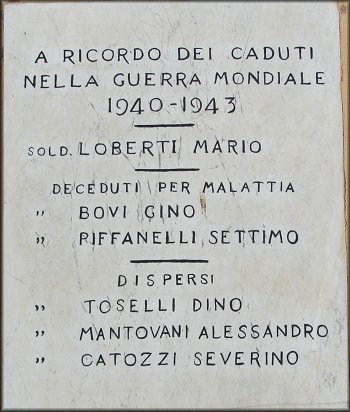 A RICORDO DEI CADUTI
NELLA GUERRA MONDIALE
1940-1943
SOLD. LOBERTI MARIO
DECEDUTI PER MALATTIA
" BOVI GINO
" RIFFANELLI SETTIMO
DISPERSI
" TOSELLI DINO
" MANTOVANI ALESSANDRO
" CATOZZI SEVERINO